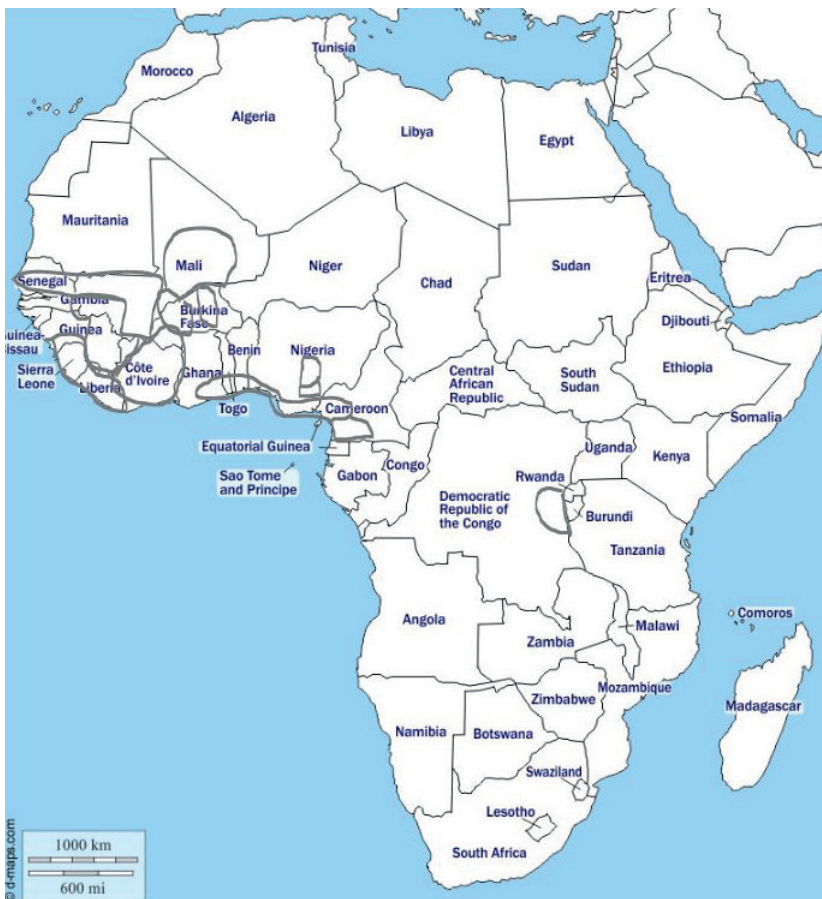 Tunisia
Morocco
Algeria
Libya
Egypt
Mauritania
Mali
Niger
Chad
Sudan
Eritrea
Senegal
Gambia
Burkina
Faso
Djibouti
Guinea-
Bissau
Guinea
Benin
Nigeria
Ethiopia
Sierra
Leone
Côte
d'Ivoire
Ghana
Central
African
Republic
South
Sudan
Liberia
Togo
Cameroon
Somalia
Equatorial Guinea
Uganda
Kenya
Sao Tome
and Principe
Gabon
Congo
Rwanda
Democratic
Republic of
the Congo
Burundi
Tanzania
Comoros
Angola
Malawi
Zambia
Mozambique
Zimbabwe
Madagascar
Namibia
Botswana
Swaziland
Lesotho
South Africa
1000 km
600 mi
© d-maps.com